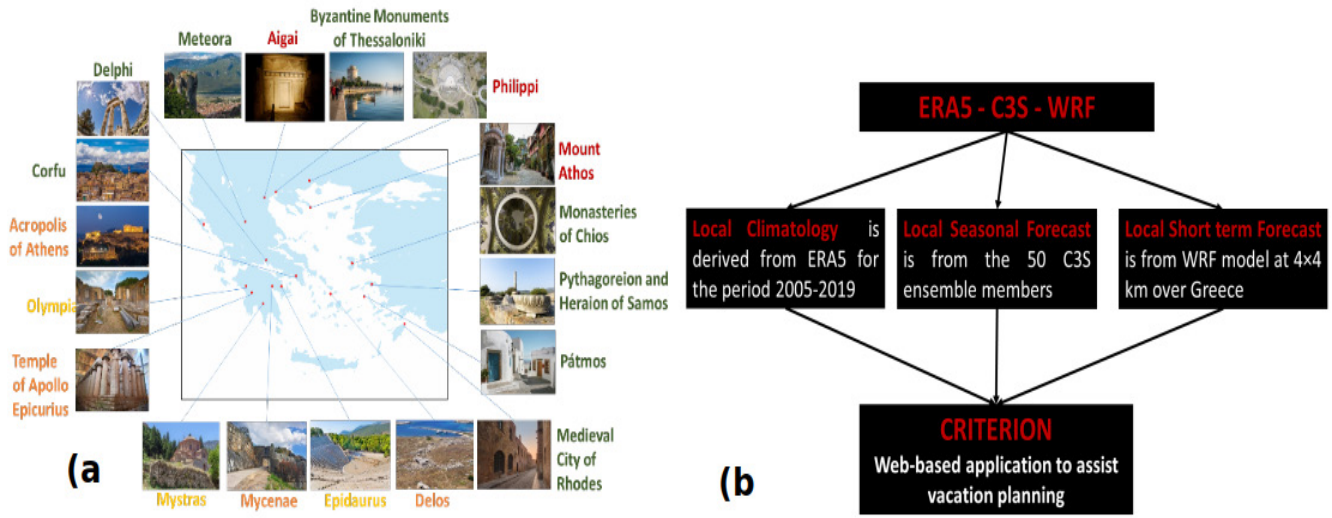 Byzantine Monuments
of Thessaloniki
Meteora
Aigai
Delphi
Philippi
Corfu
Mount
Athos
Acropolis
of Athens
Monasteries
of Chios
Olympia
Pythagoreion and
Heraion of Samos
Temple
of Apollo
Epicurius
Pátmos
Medieval
City of
Rhodes
Mystras
Mycenae
Epidaurus
Delos
(a
ERA5 - C3S - WRF
Local Climatology is
derived from ERA5 for
the period 2005-2019
Local Seasonal Forecast
is from the 50 C3S
ensemble members
Local Short term Forecast
is from WRF model at 4×4
km over Greece
CRITERION
Web-based application to assist
vacation planning
(b